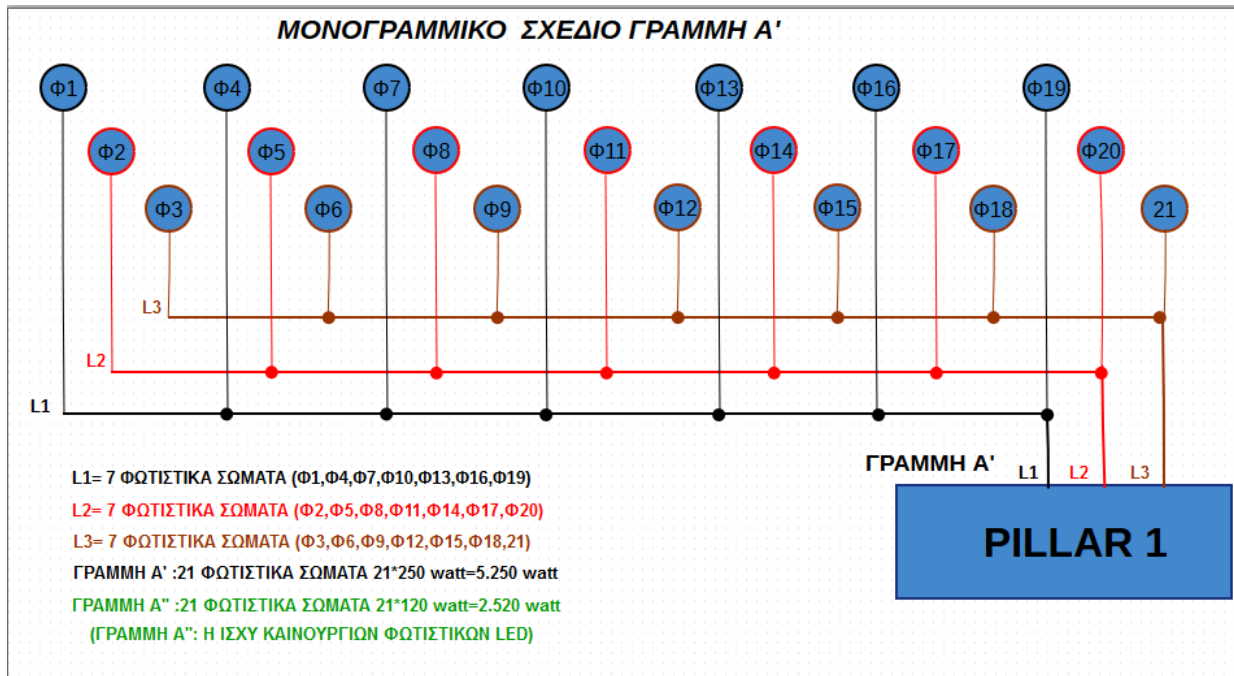 ΜΟΝΟΓΡΑΜΜΙΚΟ ΣΧΕΔΙΟ ΓΡΑΜΜΗ Α'
Φ1 Φ4 Φ7 Φ10 Φ13 Φ16 Φ19
Φ2 Φ5 Φ8 Φ11 Φ14 Φ17 Φ20
Φ3 Φ6 Φ9 Φ12 Φ15 Φ18 21
L3
L2
L1
ΓΡΑΜΜΗ Α' L1 L2 L3
PILLAR 1
L1= 7 ΦΩΤΙΣΤΙΚΑ ΣΩΜΑΤΑ (Φ1,Φ4,Φ7,Φ10,Φ13,Φ16,Φ19)
L2= 7 ΦΩΤΙΣΤΙΚΑ ΣΩΜΑΤΑ (Φ2,Φ5,Φ8,Φ11,Φ14,Φ17,Φ20)
L3= 7 ΦΩΤΙΣΤΙΚΑ ΣΩΜΑΤΑ (Φ3,Φ6,Φ9,Φ12,Φ15,Φ18,21)
ΓΡΑΜΜΗ Α' :21 ΦΩΤΙΣΤΙΚΑ ΣΩΜΑΤΑ 21*250 watt=5.250 watt
ΓΡΑΜΜΗ Α'' :21 ΦΩΤΙΣΤΙΚΑ ΣΩΜΑΤΑ 21*120 watt=2.520 watt
(ΓΡΑΜΜΗ Α'': Η ΙΣΧΥ ΚΑΙΝΟΥΡΓΙΩΝ ΦΩΤΙΣΤΙΚΩΝ LED)